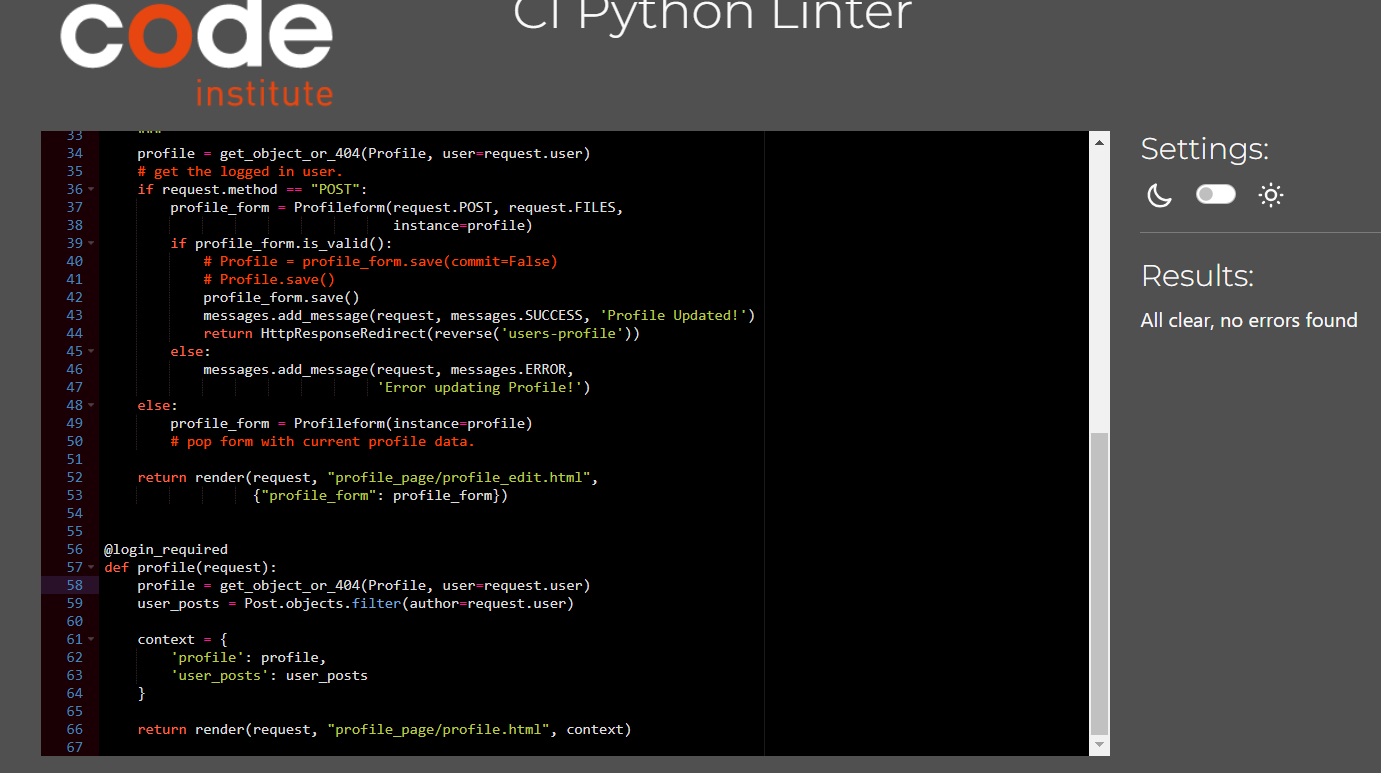 code
institute
CI Python Linter
33     """
34     profile = get_object_or_404(Profile, user=request.user)
35     # get the logged in user.
36     if request.method == "POST":
37         profile_form = Profileform(request.POST, request.FILES,
38                                    instance=profile)
39         if profile_form.is_valid():
40             # Profile = profile_form.save(commit=False)
41             # Profile.save()
42             profile_form.save()
43             messages.add_message(request, messages.SUCCESS, 'Profile Updated!')
44             return HttpResponseRedirect(reverse('users-profile'))
45         else:
46             messages.add_message(request, messages.ERROR,
47                                  'Error updating Profile!')
48     else:
49         profile_form = Profileform(instance=profile)
50         # pop form with current profile data.
51
52     return render(request, "profile_page/profile_edit.html",
53                   {"profile_form": profile_form})
54
55
56 @login_required
57 def profile(request):
58     profile = get_object_or_404(Profile, user=request.user)
59     user_posts = Post.objects.filter(author=request.user)
60
61     context = {
62         'profile': profile,
63         'user_posts': user_posts
64     }
65
66     return render(request, "profile_page/profile.html", context)
67
Settings:
Results:
All clear, no errors found